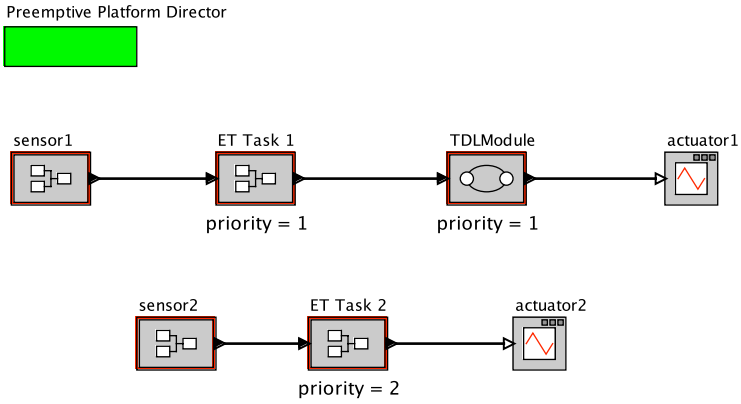 Preemptive Platform Director
sensor1
ET Task 1
TDLModule
actuator1
priority = 1
priority = 1
sensor2
ET Task 2
actuator2
priority = 2